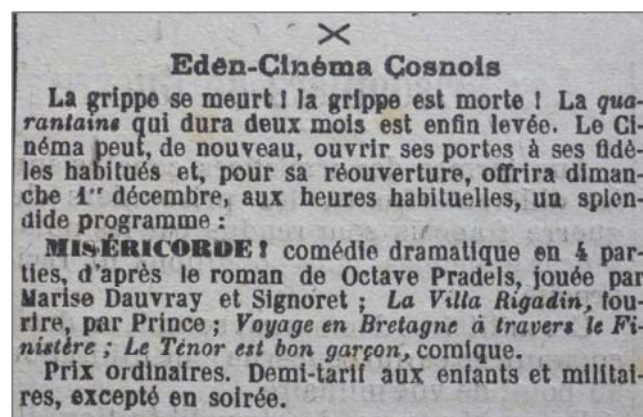 Eden-Cinéma Cosnois
La grippe se meurt ! la grippe est morte ! La qua-
rantaine qui dura deux mois est enfin levée. Le Ci-
néma peut, de nouveau, ouvrir ses portes à ses fidè-
les habitués et, pour sa réouverture, offrira diman-
che 1er décembre, aux heures habituelles, un splen-
dide programme :
MISÉRICORDE ! comédie dramatique en 4 par-
ties, d'après le roman de Octave Pradels, jouée par
Marise Dauvray et Signoret ; La Villa Rigadin, fou-
rire, par Prince ; Voyage en Bretagne à travers le Fi-
nistère ; Le Ténor est bon garçon, comique.
Prix ordinaires. Demi-tarif aux enfants et militai-
res, excepté en soirée.